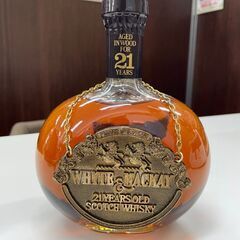 AGED
IN WOOD
FOR
21
YEARS
WHYTE & MACKAY
21 YEARS OLD
SCOTCH WHISKY